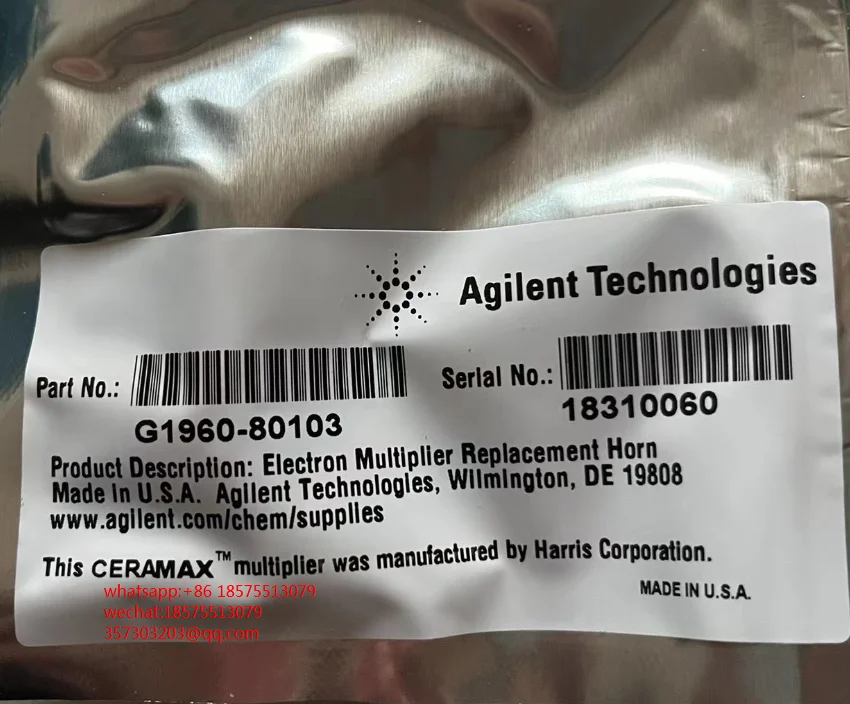 Agilent Technologies
Part No.:
G1960-80103
Serial No.:
18310060
Product Description: Electron Multiplier Replacement Horn
Made in U.S.A. Agilent Technologies, Wilmington, DE 19808
www.agilent.com/chem/supplies
This CERAMAX™ multiplier was manufactured by Harris Corporation.
MADE IN U.S.A.
whatsapp:+86 18575513079
wechat:18575513079
357303203@qq.com